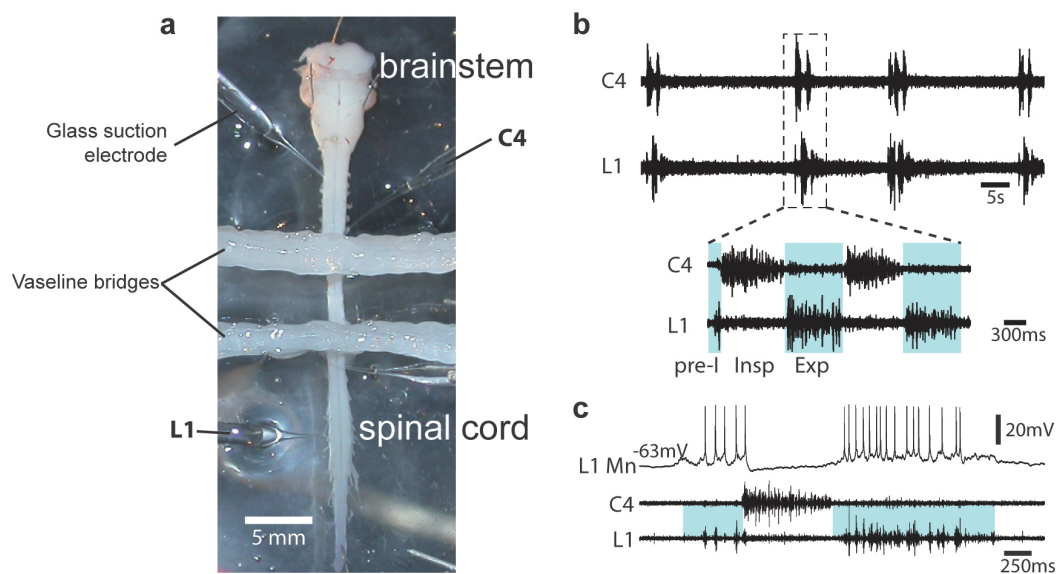 a
brainstem
Glass suction
electrode
C4
Vaseline bridges
L1
spinal cord
5 mm
b
C4
L1
5s
C4
L1
300ms
pre-I Insp Exp
c
20mV
-63mV
L1 Mn
C4
L1
250ms